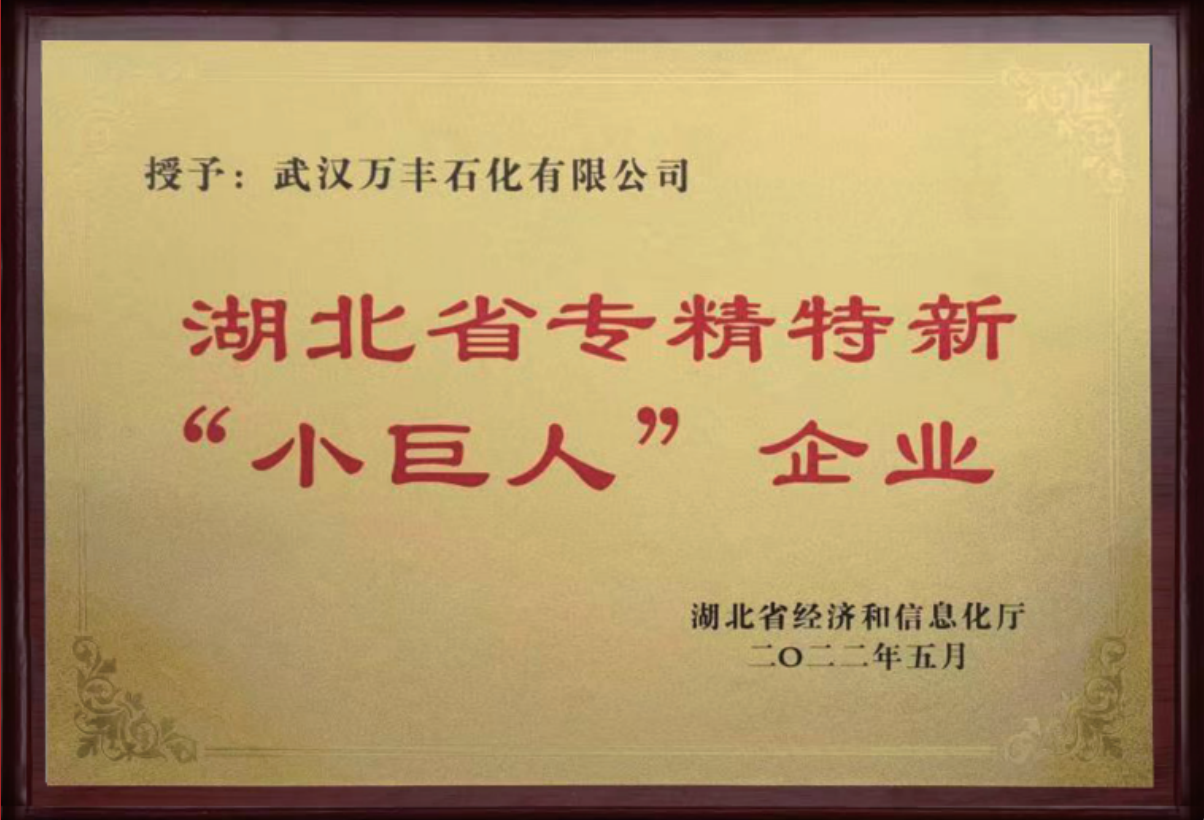 授予：武汉万丰石化有限公司
湖北省专精特新
“小巨人”企业
湖北省经济和信息化厅
二〇二二年五月